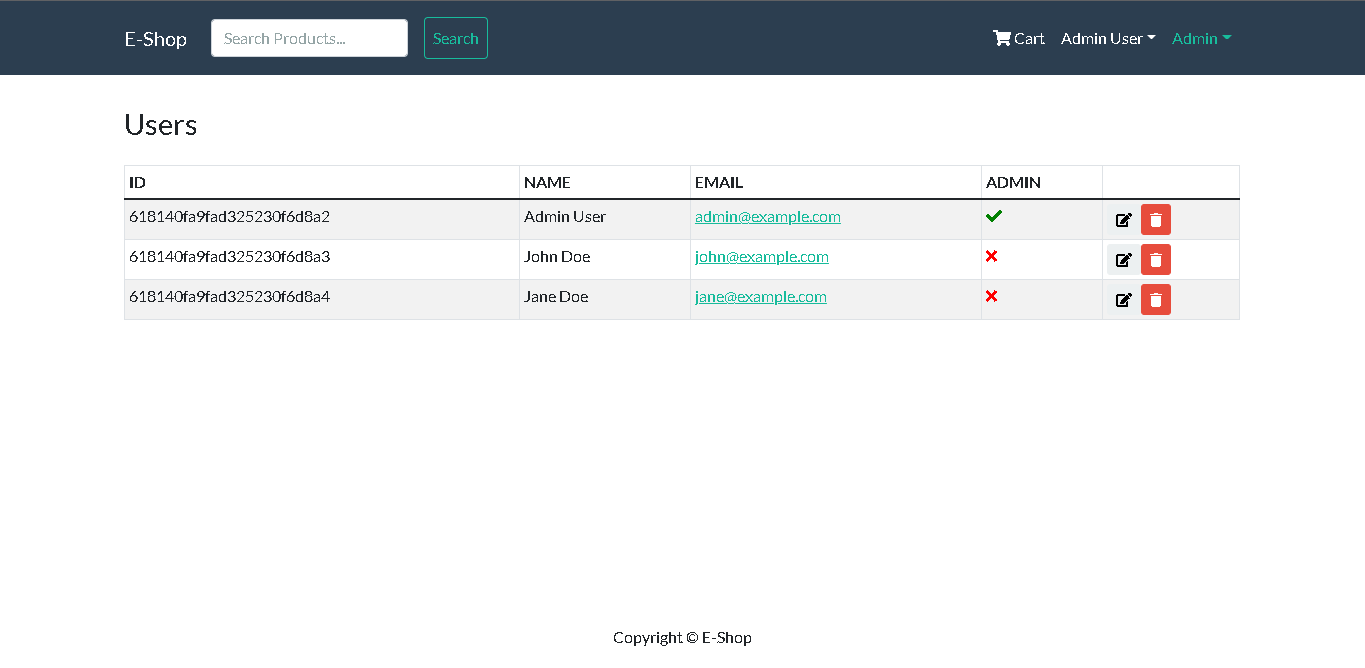 E-Shop Search Products... Search Cart Admin User Admin
Users
ID NAME EMAIL ADMIN
618140fa9fad325230f6d8a2 Admin User admin@example.com
618140fa9fad325230f6d8a3 John Doe john@example.com
618140fa9fad325230f6d8a4 Jane Doe jane@example.com
Copyright © E-Shop